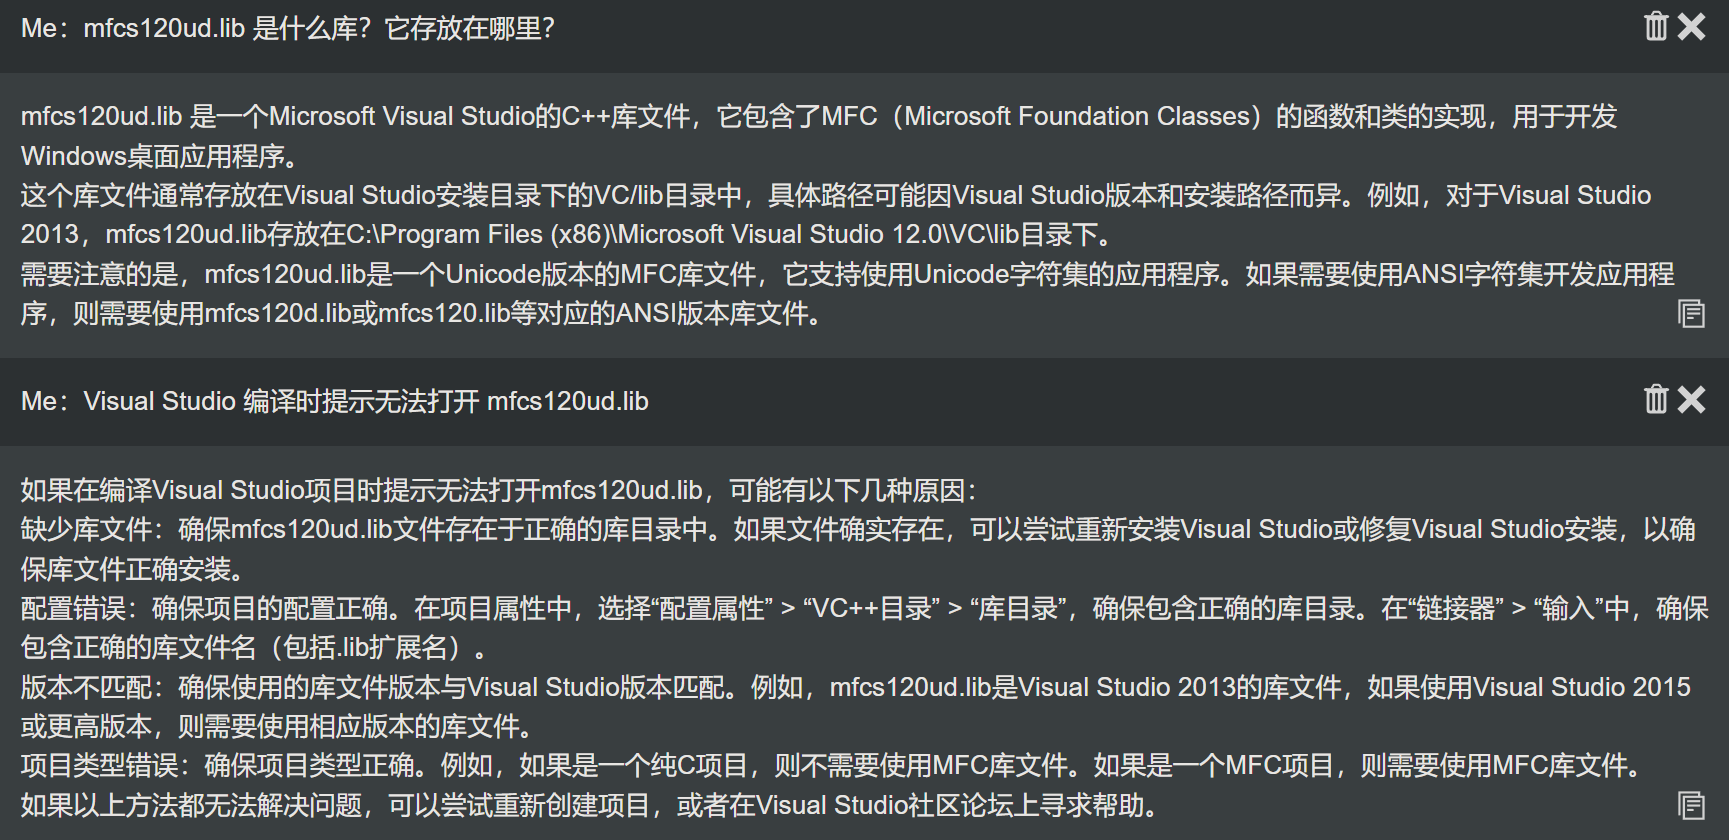 Me：mfcs120ud.lib 是什么库？它存放在哪里？
mfcs120ud.lib 是一个Microsoft Visual Studio的C++库文件，它包含了MFC（Microsoft Foundation Classes）的函数和类的实现，用于开发
Windows桌面应用程序。
这个库文件通常存放在Visual Studio安装目录下的VC/lib目录中，具体路径可能因Visual Studio版本和安装路径而异。例如，对于Visual Studio
2013，mfcs120ud.lib存放在C:\Program Files (x86)\Microsoft Visual Studio 12.0\VC\lib目录下。
需要注意的是，mfcs120ud.lib是一个Unicode版本的MFC库文件，它支持使用Unicode字符集的应用程序。如果需要使用ANSI字符集开发应用程
序，则需要使用mfcs120d.lib或mfcs120.lib等对应的ANSI版本库文件。
Me：Visual Studio 编译时提示无法打开 mfcs120ud.lib
如果在编译Visual Studio项目时提示无法打开mfcs120ud.lib，可能有以下几种原因：
缺少库文件：确保mfcs120ud.lib文件存在于正确的库目录中。如果文件确实存在，可以尝试重新安装Visual Studio或修复Visual Studio安装，以确
保库文件正确安装。
配置错误：确保项目的配置正确。在项目属性中，选择“配置属性” > “VC++目录” > “库目录”，确保包含正确的库目录。在“链接器” > “输入”中，确保
包含正确的库文件名（包括.lib扩展名）。
版本不匹配：确保使用的库文件版本与Visual Studio版本匹配。例如，mfcs120ud.lib是Visual Studio 2013的库文件，如果使用Visual Studio 2015
或更高版本，则需要使用相应版本的库文件。
项目类型错误：确保项目类型正确。例如，如果是一个纯C项目，则不需要使用MFC库文件。如果是一个MFC项目，则需要使用MFC库文件。
如果以上方法都无法解决问题，可以尝试重新创建项目，或者在Visual Studio社区论坛上寻求帮助。